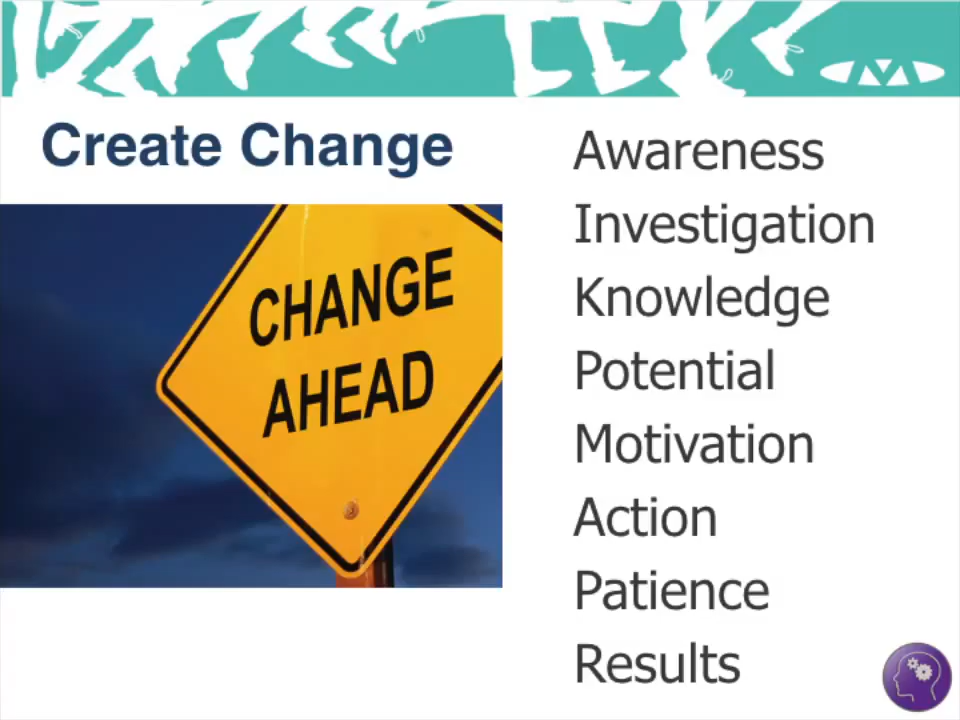 Create Change
CHANGE
AHEAD
Awareness
Investigation
Knowledge
Potential
Motivation
Action
Patience
Results